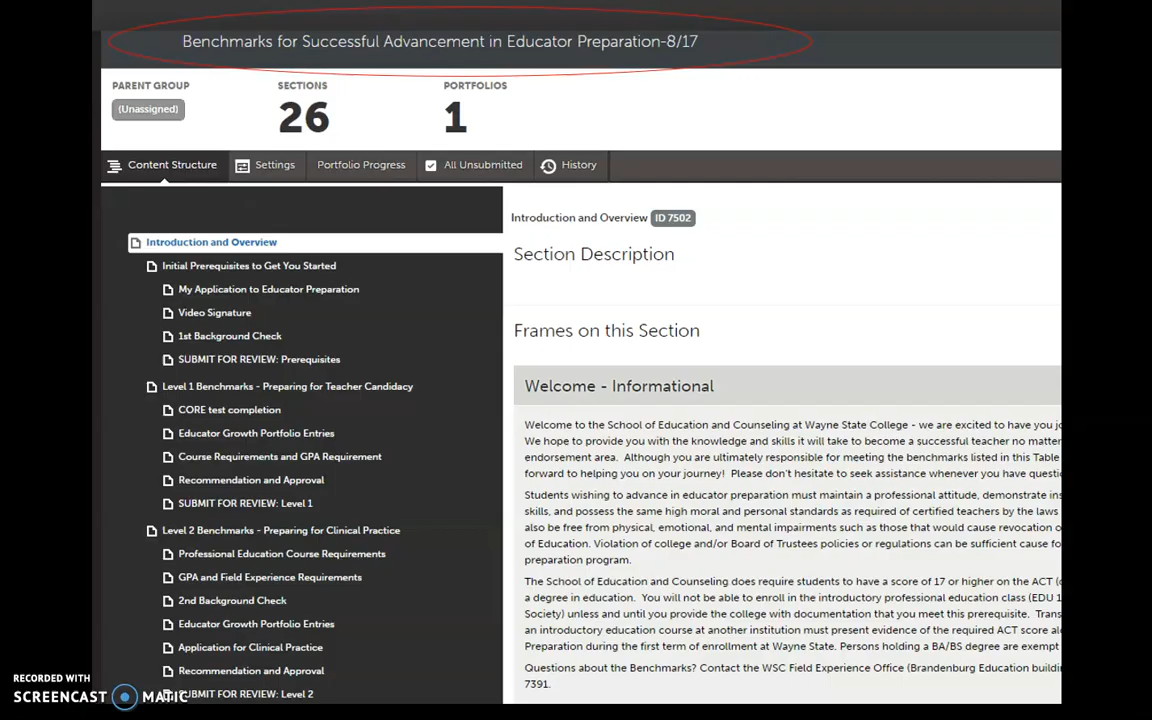 Benchmarks for Successful Advancement in Educator Preparation-8/17
PARENT GROUP
(Unassigned)
SECTIONS
26
PORTFOLIOS
1
Content Structure
Settings
Portfolio Progress
All Unsubmitted
History
Introduction and Overview
Initial Prerequisites to Get You Started
My Application to Educator Preparation
Video Signature
1st Background Check
SUBMIT FOR REVIEW: Prerequisites
Level 1 Benchmarks - Preparing for Teacher Candidacy
CORE test completion
Educator Growth Portfolio Entries
Course Requirements and GPA Requirement
Recommendation and Approval
SUBMIT FOR REVIEW: Level 1
Level 2 Benchmarks - Preparing for Clinical Practice
Professional Education Course Requirements
GPA and Field Experience Requirements
2nd Background Check
Educator Growth Portfolio Entries
Application for Clinical Practice
Recommendation and Approval
SUBMIT FOR REVIEW: Level 2
Introduction and Overview ID 7502
Section Description
Frames on this Section
Welcome - Informational
Welcome to the School of Education and Counseling at Wayne State College - we are excited to have you
We hope to provide you with the knowledge and skills it will take to become a successful teacher no matter
endorsement area. Although you are ultimately responsible for meeting the benchmarks listed in this Table
forward to helping you on your journey! Please don't hesitate to seek assistance whenever you have
Students wishing to advance in educator preparation must maintain a professional attitude, demonstrate
skills, and possess the same high moral and personal standards as required of certified teachers by the laws
also be free from physical, emotional, and mental impairments such as those that would cause revocation
of Education. Violation of college and/or Board of Trustees policies or regulations can be sufficient cause
preparation program.
The School of Education and Counseling does require students to have a score of 17 or higher on the ACT
a degree in education. You will not be able to enroll in the introductory professional education class (EDU 1
Society) unless and until you provide the college with documentation that you meet this prerequisite.
an introductory education course at another institution must present evidence of the required ACT score
Preparation during the first term of enrollment at Wayne State. Persons holding a BA/BS degree are exempt
Questions about the Benchmarks? Contact the WSC Field Experience Office (Brandenburg Education
7391.
RECORDED WITH
SCREENCAST MATIC